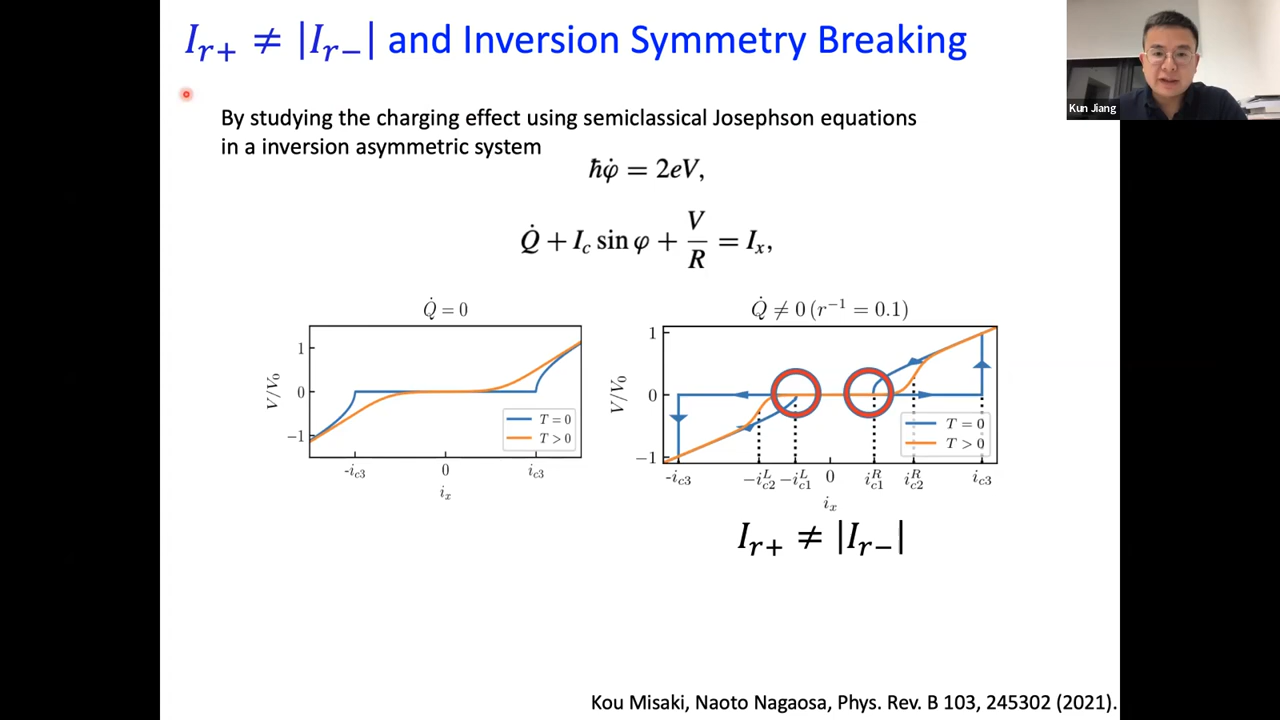 I_{r+} ≠ |I_{r−}| and Inversion Symmetry Breaking
Kun Jiang
By studying the charging effect using semiclassical Josephson equations
in a inversion asymmetric system
ħφ̇ = 2eV,
Q̇ + I_c sin φ + V/R = I_x,
Q̇ = 0
V/V_0
1
0
−1
T = 0
T > 0
-i_{c3} 0 i_{c3}
i_x
Q̇ ≠ 0 (r^{−1} = 0.1)
V/V_0
1
0
−1
T = 0
T > 0
-i_{c3} −i^L_{c2} −i^L_{c1} 0 i^R_{c1} i^R_{c2} i_{c3}
i_x
I_{r+} ≠ |I_{r−}|
Kou Misaki, Naoto Nagaosa, Phys. Rev. B 103, 245302 (2021).